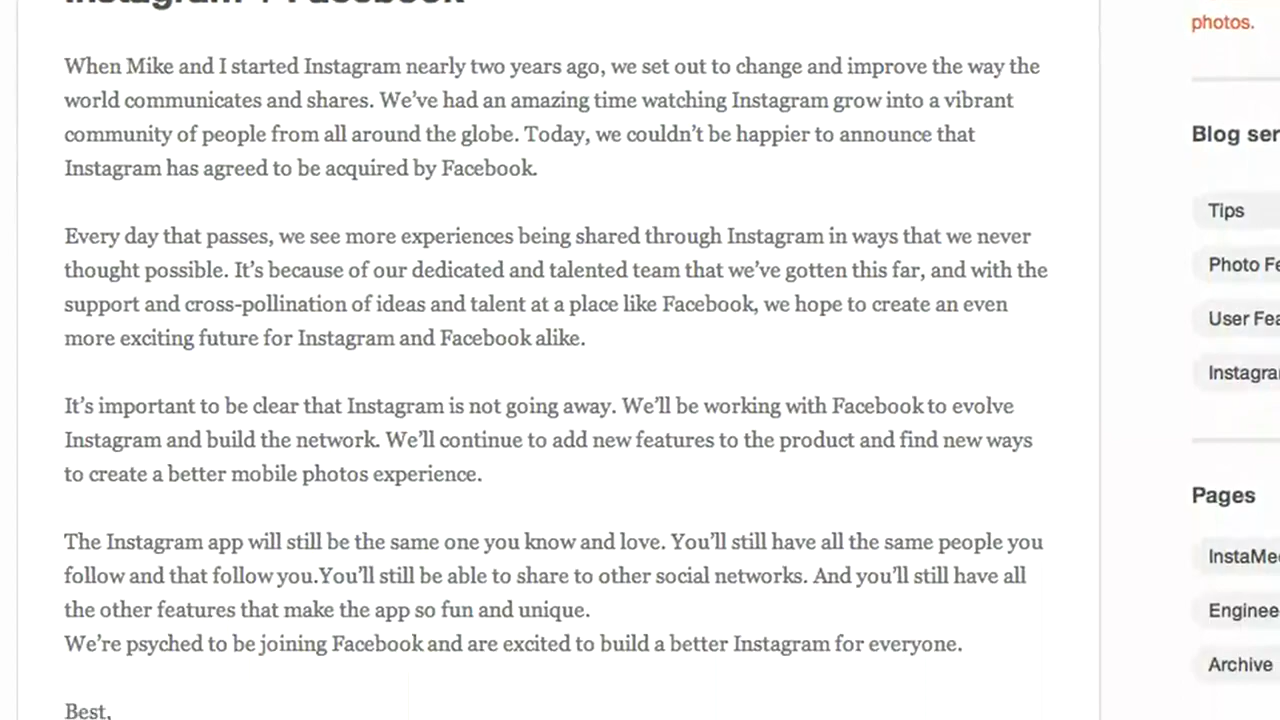 Instagram + Facebook
When Mike and I started Instagram nearly two years ago, we set out to change and improve the way the
world communicates and shares. We’ve had an amazing time watching Instagram grow into a vibrant
community of people from all around the globe. Today, we couldn’t be happier to announce that
Instagram has agreed to be acquired by Facebook.
Every day that passes, we see more experiences being shared through Instagram in ways that we never
thought possible. It’s because of our dedicated and talented team that we’ve gotten this far, and with the
support and cross-pollination of ideas and talent at a place like Facebook, we hope to create an even
more exciting future for Instagram and Facebook alike.
It’s important to be clear that Instagram is not going away. We’ll be working with Facebook to evolve
Instagram and build the network. We’ll continue to add new features to the product and find new ways
to create a better mobile photos experience.
The Instagram app will still be the same one you know and love. You’ll still have all the same people you
follow and that follow you.You’ll still be able to share to other social networks. And you’ll still have all
the other features that make the app so fun and unique.
We’re psyched to be joining Facebook and are excited to build a better Instagram for everyone.
Best,
photos.
Blog ser
Tips
Photo Fe
User Fea
Instagra
Pages
InstaMe
Enginee
Archive